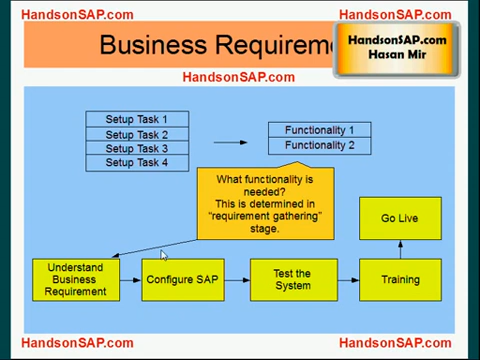 HandsonSAP.com
HandsonSAP.com
Business Requireme
HandsonSAP.com
Hasan Mir
HandsonSAP.com
Setup Task 1
Setup Task 2
Setup Task 3
Setup Task 4
Functionality 1
Functionality 2
What functionality is
needed?
This is determined in
“requirement gathering”
stage.
Go Live
Understand
Business
Requirement
Configure SAP
Test the
System
Training
HandsonSAP.com
HandsonSAP.com